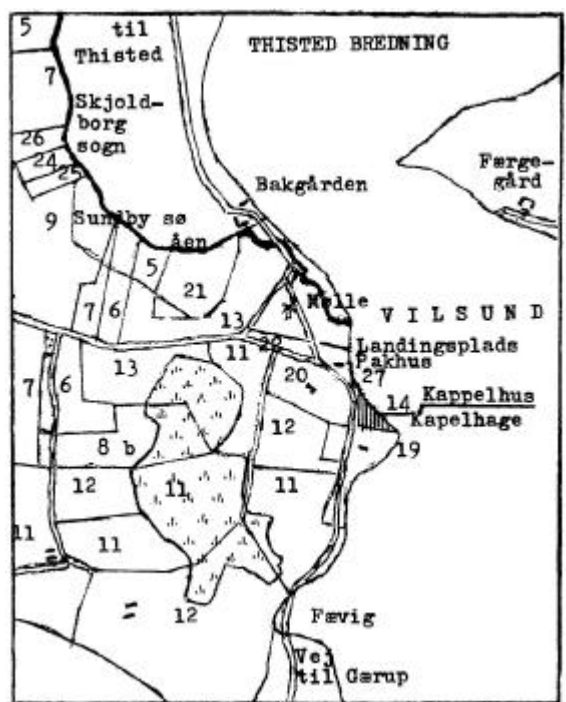 5
til
Thisted
THISTED BREDNING
7
Skjold-
borg
sogn
26
24
25
Færge-
gård
Bakgården
9
Sundby sø
åen
5
21
7
6
13
Mølle
VILSUND
Landingsplads
Pakhus
22
11
13
7
6
20
27
14
Kappelhus
Kapelhage
12
8 b
19
12
11
11
11
11
12
Fævig
Vej
til Gærup